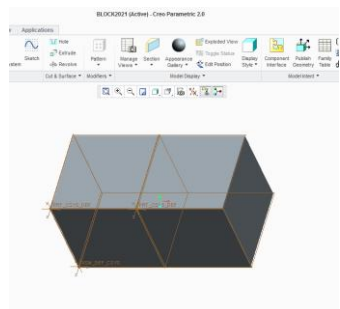 BLOCK2021 (Active) - Creo Parametric 2.0
Applications
Sketch
Hole
Extrude
Revolve
Cut & Surface
Pattern
Modifiers
Manage Views
Section
Appearance Gallery
Exploded View
Toggle Status
Edit Position
Display Style
Model Display
Component Interface
Publish Geometry
Family Table
Model Intent